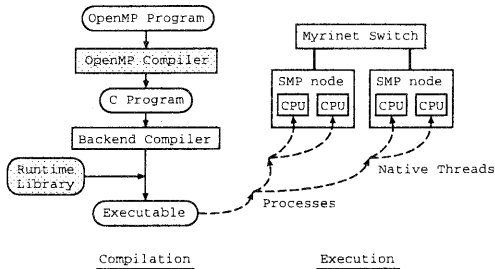 OpenMP Program
OpenMP Compiler
C Program
Backend Compiler
Runtime
Library
Executable
Compilation
Myrinet Switch
SMP node
SMP node
CPU
CPU
CPU
CPU
Native Threads
Processes
Execution